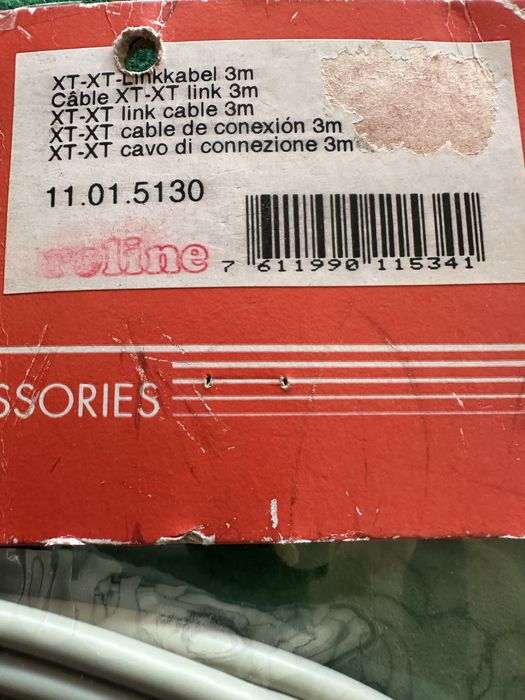 XT-XT-Linkkabel 3m
Câble XT-XT link 3m
XT-XT link cable 3m
XT-XT cable de conexión 3m
XT-XT cavo di connezione 3m
11.01.5130
roline
7 611990 115341
SSORIES